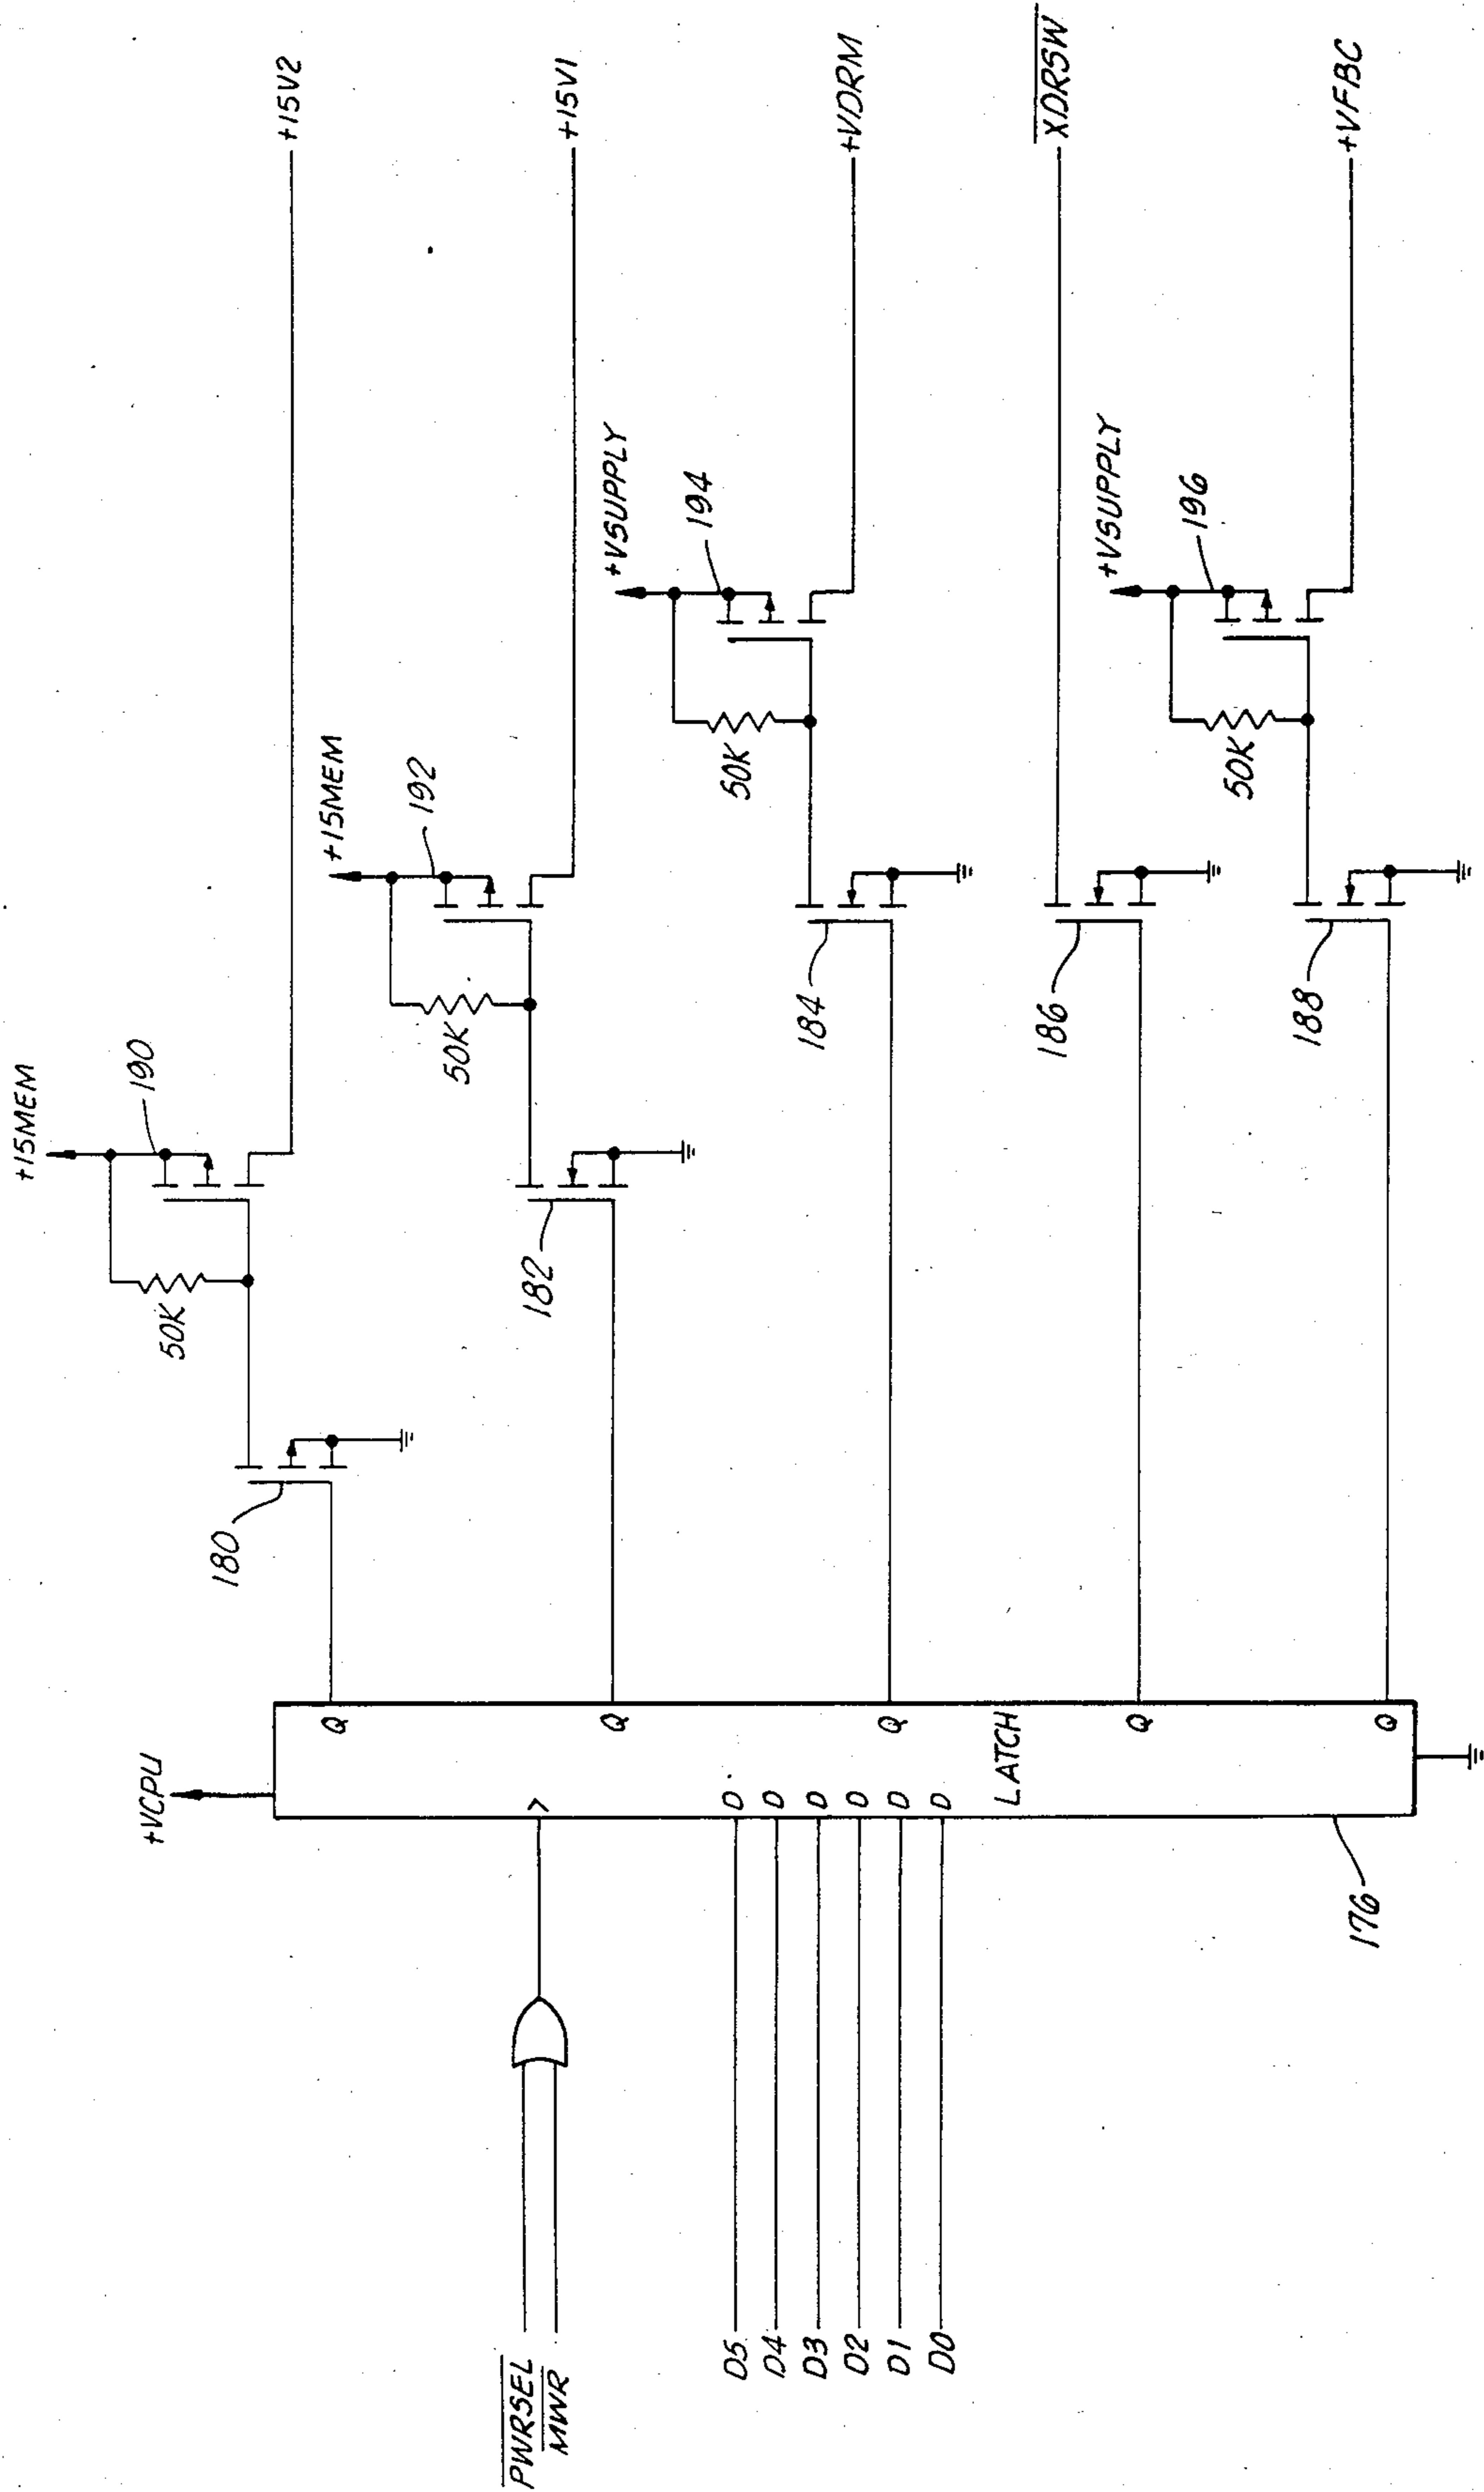 +15MEM
190
+15V2
50K
180
+15MEM
192
+15V1
50K
182
+VSUPPLY
194
+VDRM
50K
184
XDRSW
186
+VSUPPLY
196
+VFBC
50K
188
+VCPU
Q
Q
Q
Q
Q
LATCH
D
D
D
D
D
D
176
PWRSEL
MWR
D5
D4
D3
D2
D1
D0